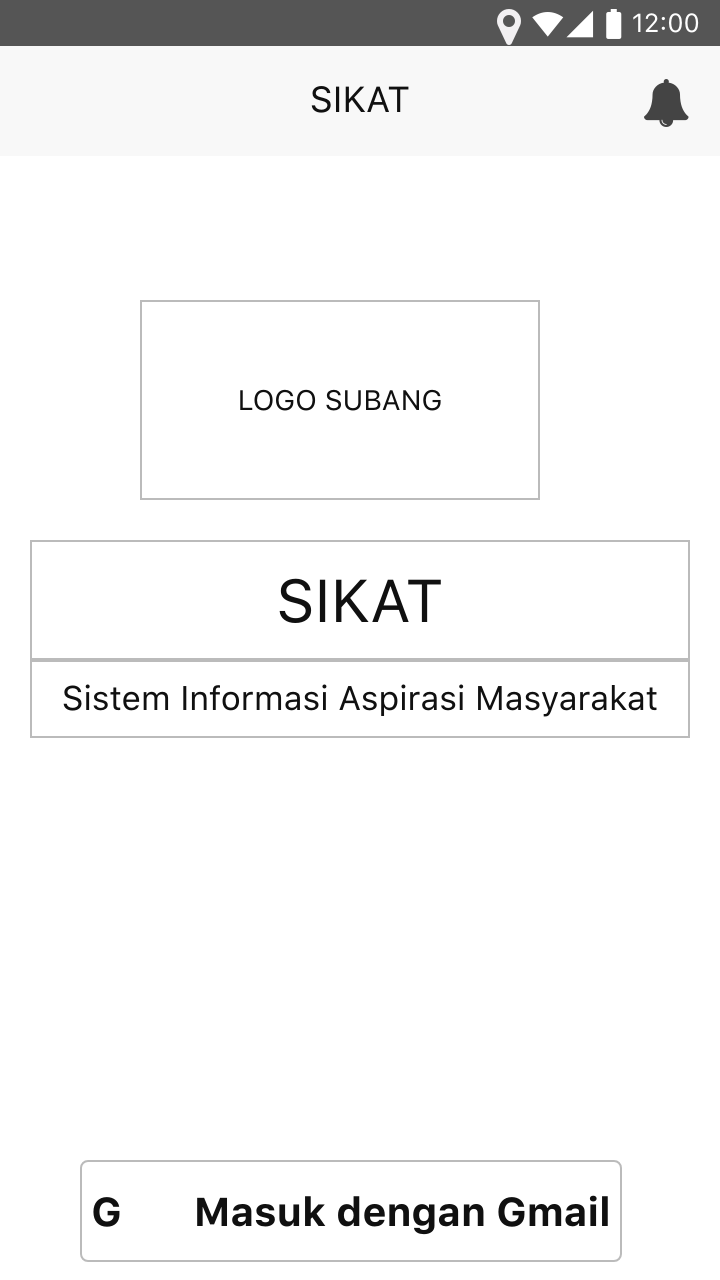 12:00
SIKAT
LOGO SUBANG
SIKAT
Sistem Informasi Aspirasi Masyarakat
G Masuk dengan Gmail